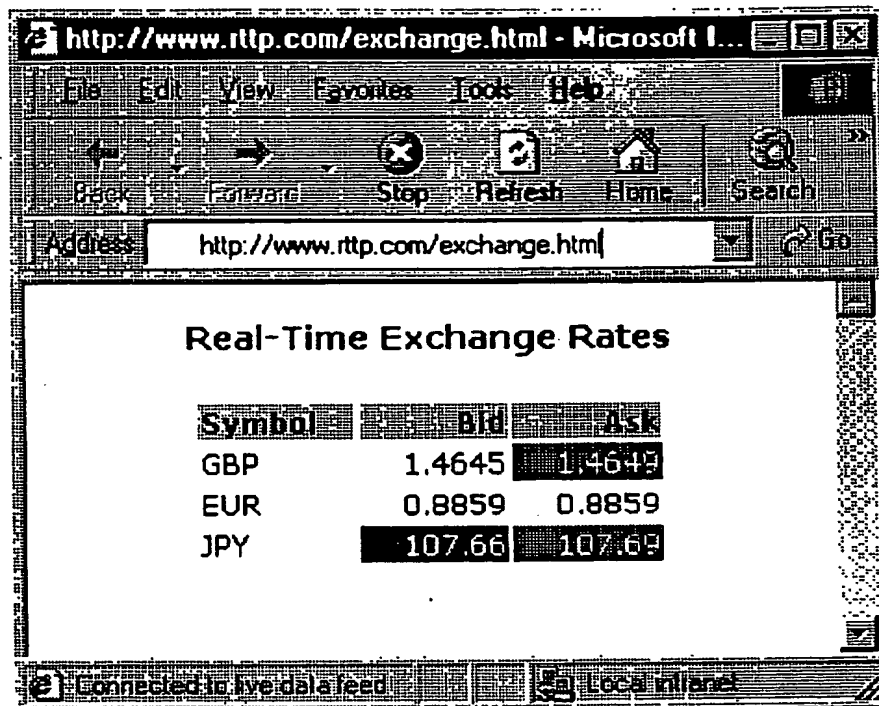 http://www.rttp.com/exchange.html - Microsoft I...
File Edit View Favorites Tools Help
Back Forward Stop Refresh Home Search »
Address http://www.rttp.com/exchange.html Go
Real-Time Exchange Rates
Symbol Bid Ask
GBP 1.4645 1.4649
EUR 0.8859 0.8859
JPY 107.66 107.69
Connected to live data feed Local intranet